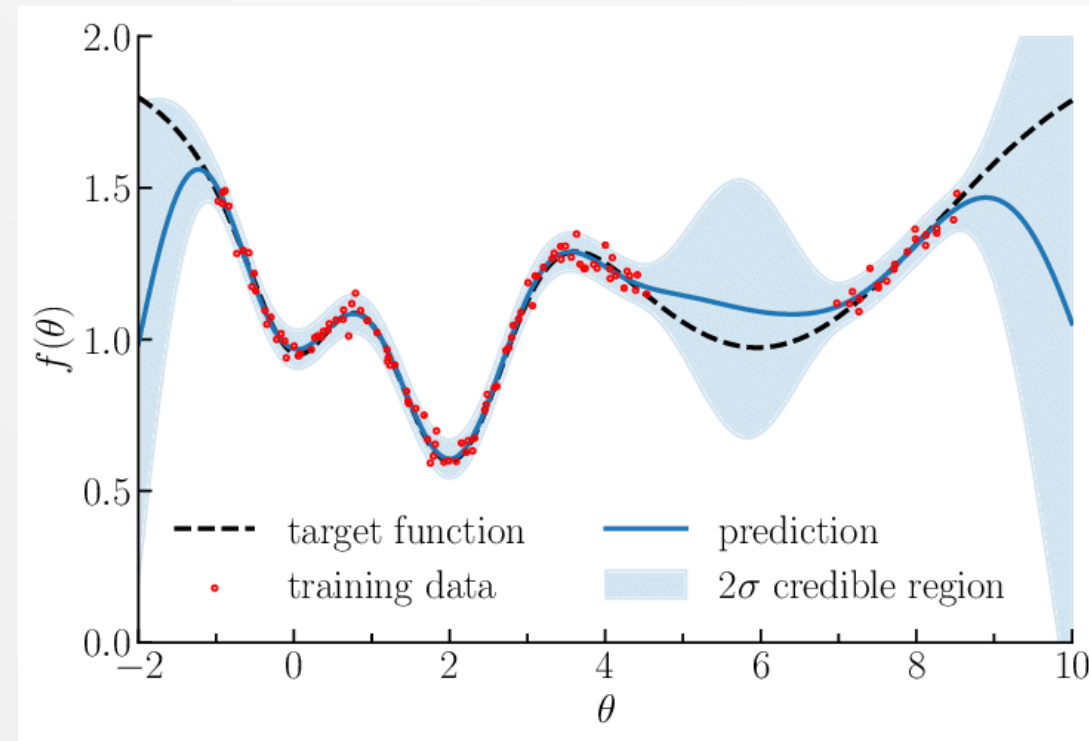 2.0
1.5
1.0
0.5
0.0
f(θ)
target function
prediction
training data
2σ credible region
−2 0 2 4 6 8 10
θ